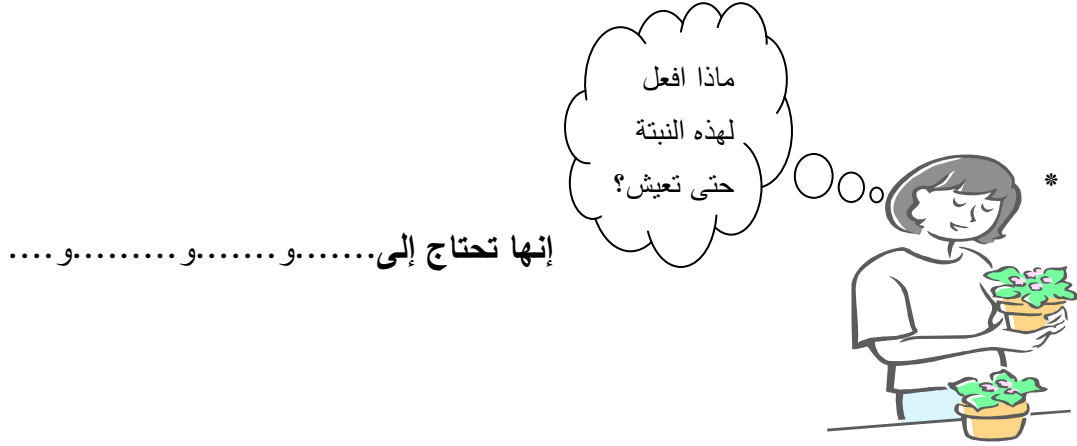 ماذا افعل
لهذه النبتة
حتى تعيش؟
*
إنها تحتاج إلى.......و.......و.........و....